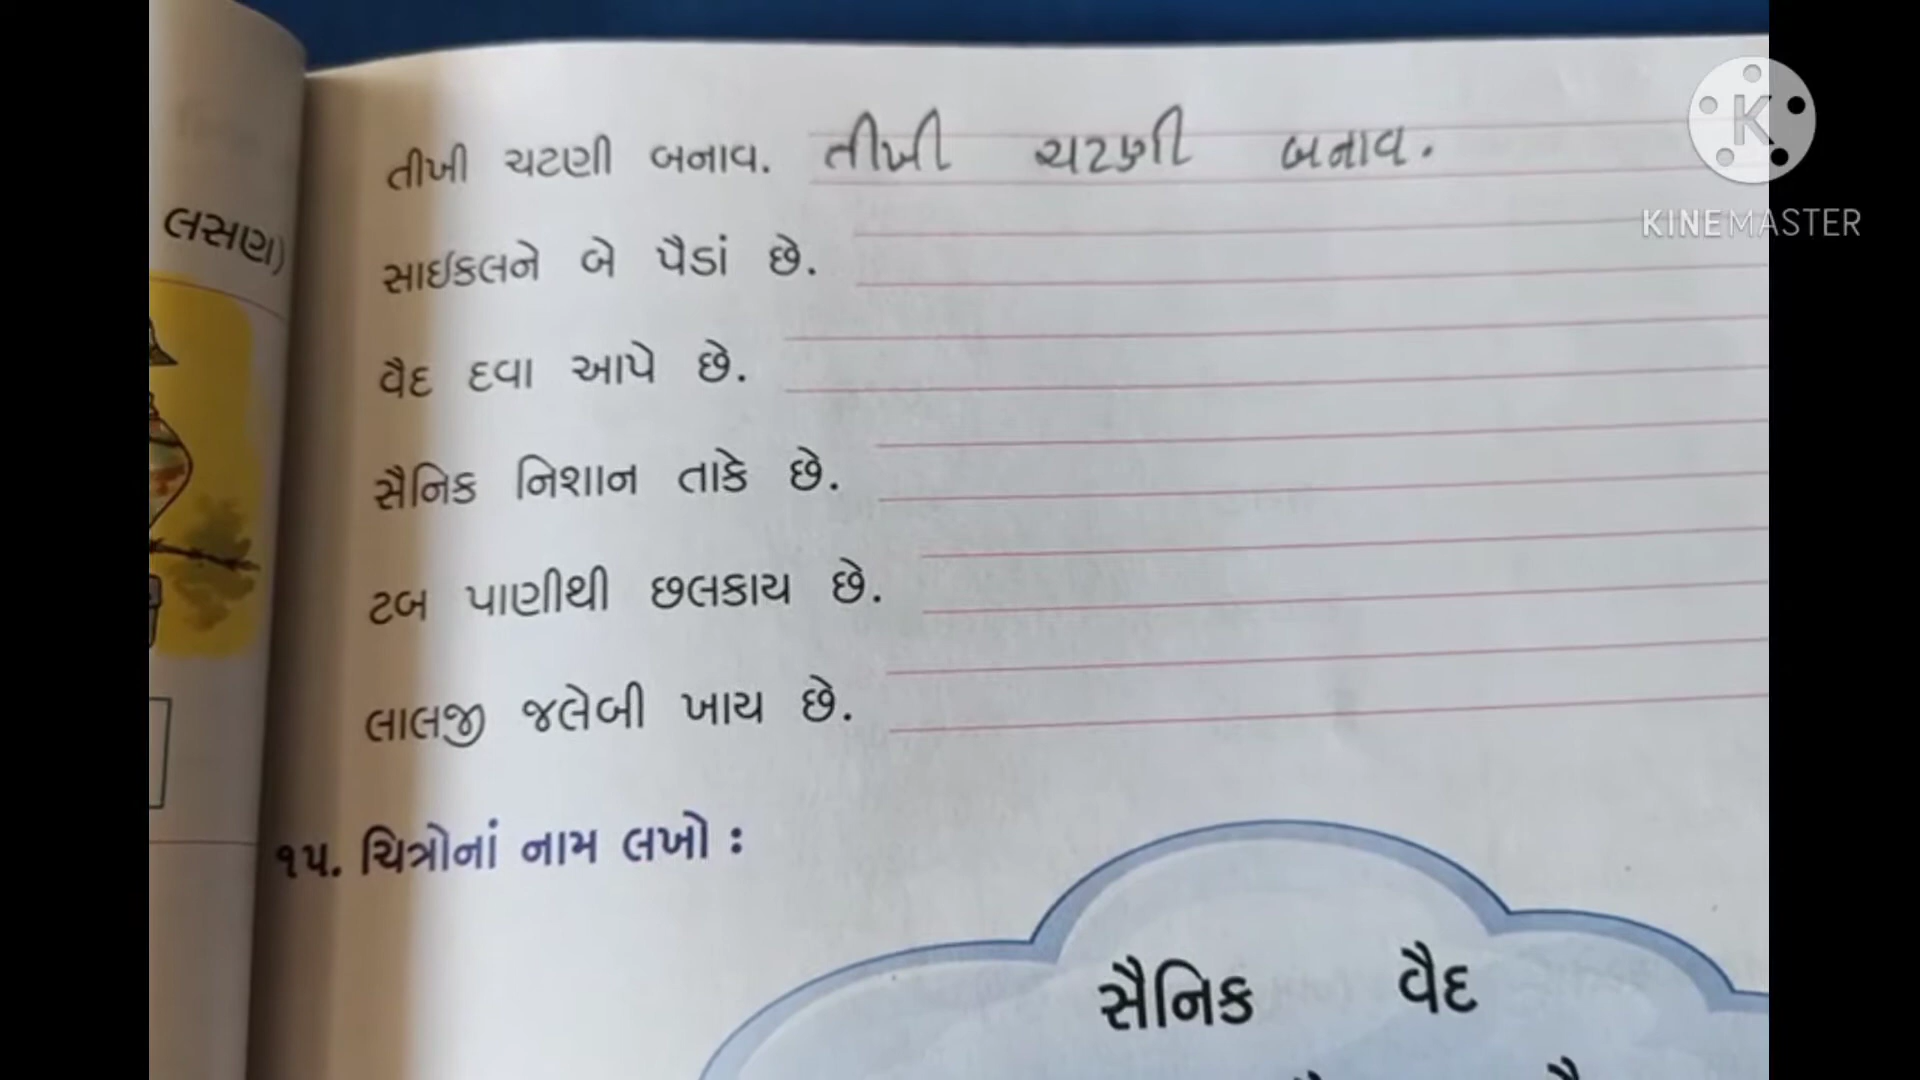 તીખી ચટણી બનાવ. તીખી ચટણી બનાવ.
KINEMASTER
લસણ)
સાઇકલને બે પૈડાં છે.
વૈદ દવા આપે છે.
સૈનિક નિશાન તાકે છે.
ટબ પાણીથી છલકાય છે.
લાલજી જલેબી ખાય છે.
૧૫. ચિત્રોનાં નામ લખો :
સૈનિક વૈદ